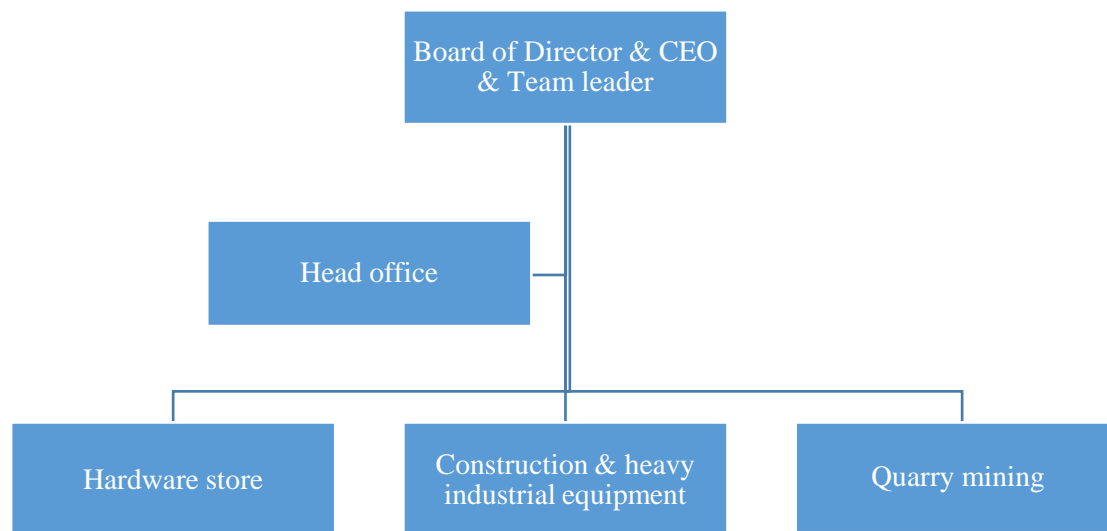 Board of Director & CEO
& Team leader
Head office
Hardware store
Construction & heavy
industrial equipment
Quarry mining